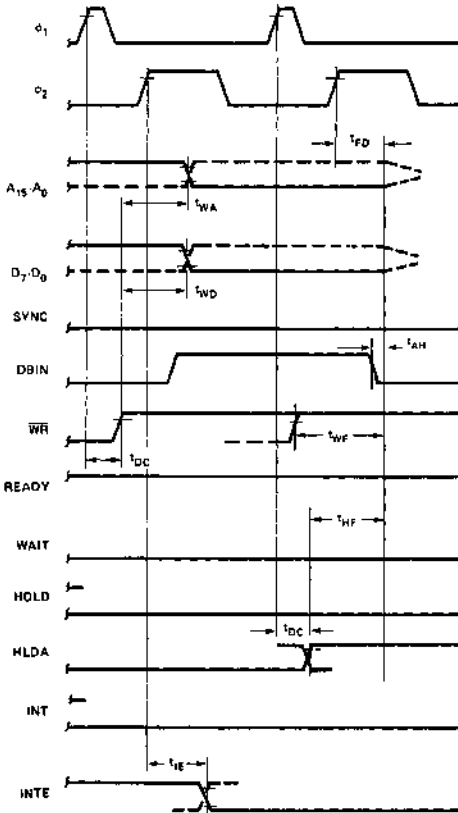 ϕ1
ϕ2
tFD
A15-A0
tWA
D7-D0
tWD
SYNC
tAH
DBIN
WR
tWF
tDC
READY
tHF
WAIT
HOLD
tDC
HLDA
INT
tIE
INTE